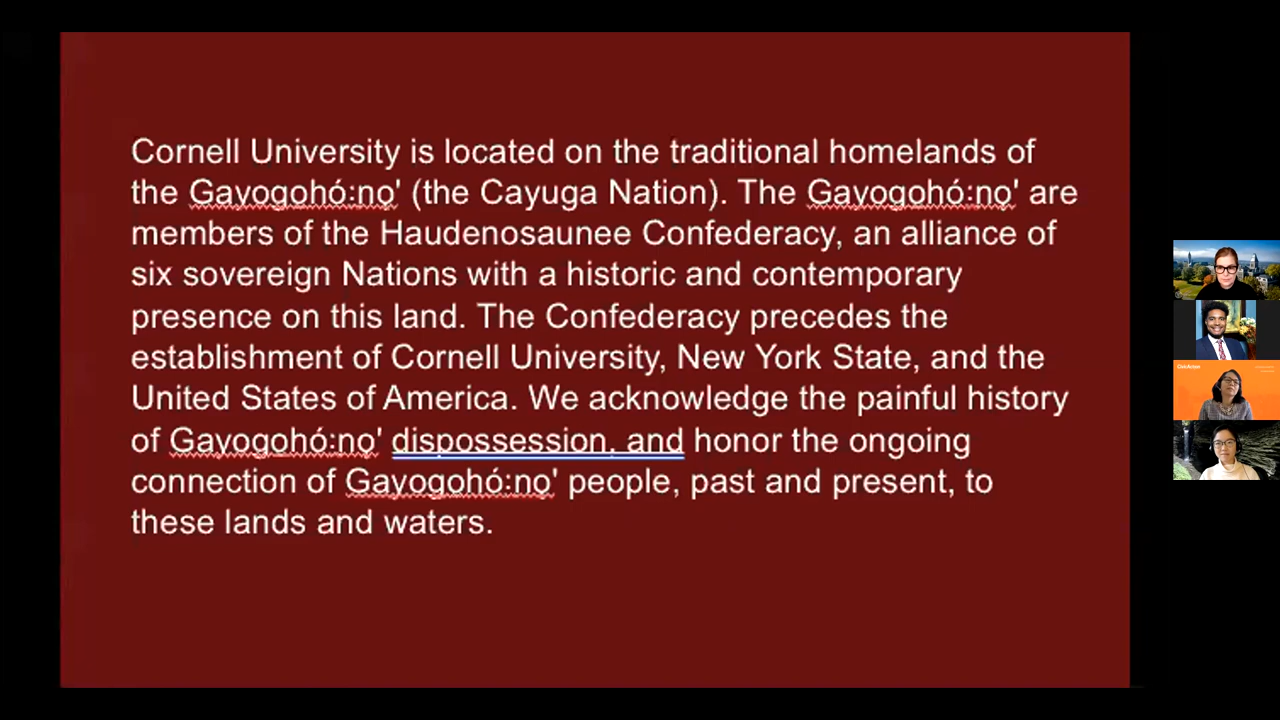 Cornell University is located on the traditional homelands of
the Gayogohó:nǫ' (the Cayuga Nation). The Gayogohó:nǫ' are
members of the Haudenosaunee Confederacy, an alliance of
six sovereign Nations with a historic and contemporary
presence on this land. The Confederacy precedes the
establishment of Cornell University, New York State, and the
United States of America. We acknowledge the painful history
of Gayogohó:nǫ' dispossession, and honor the ongoing
connection of Gayogohó:nǫ' people, past and present, to
these lands and waters.